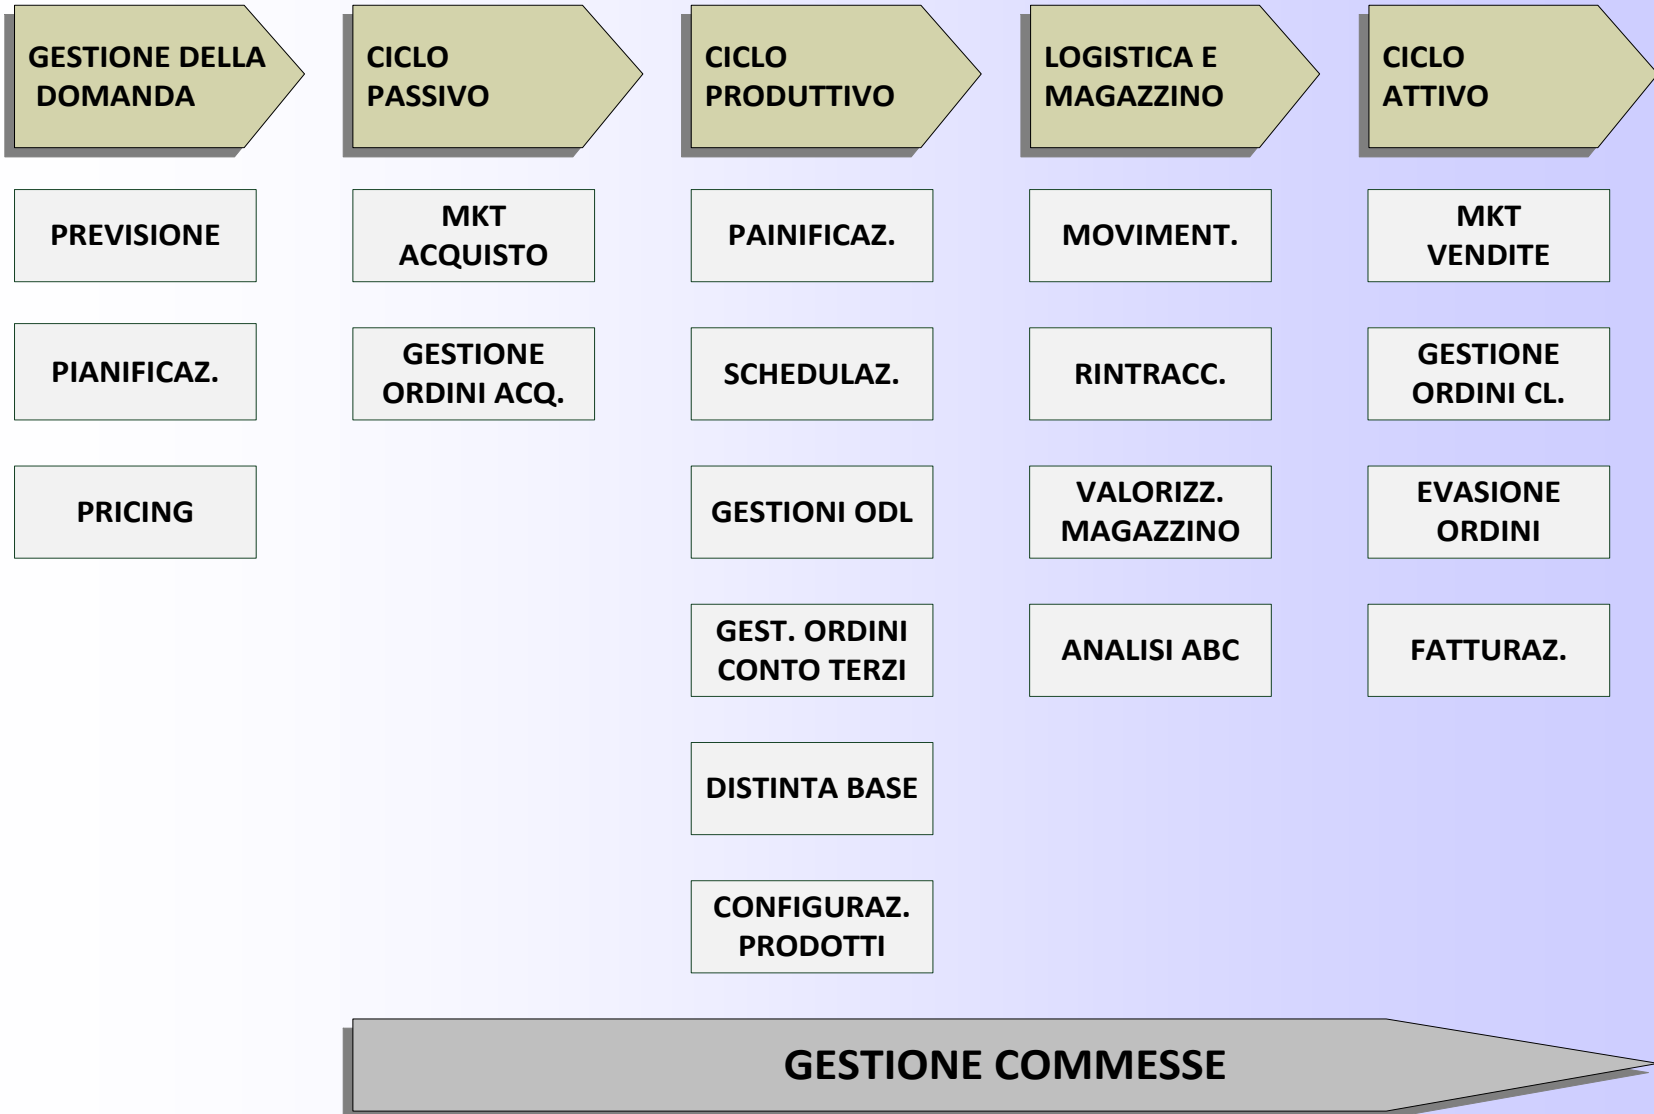 GESTIONE DELLA
DOMANDA
CICLO
PASSIVO
CICLO
PRODUTTIVO
LOGISTICA E
MAGAZZINO
CICLO
ATTIVO
PREVISIONE
MKT
ACQUISTO
PAINIFICAZ.
MOVIMENT.
MKT
VENDITE
PIANIFICAZ.
GESTIONE
ORDINI ACQ.
SCHEDULAZ.
RINTRACC.
GESTIONE
ORDINI CL.
PRICING
GESTIONI ODL
VALORIZZ.
MAGAZZINO
EVASIONE
ORDINI
GEST. ORDINI
CONTO TERZI
ANALISI ABC
FATTURAZ.
DISTINTA BASE
CONFIGURAZ.
PRODOTTI
GESTIONE COMMESSE